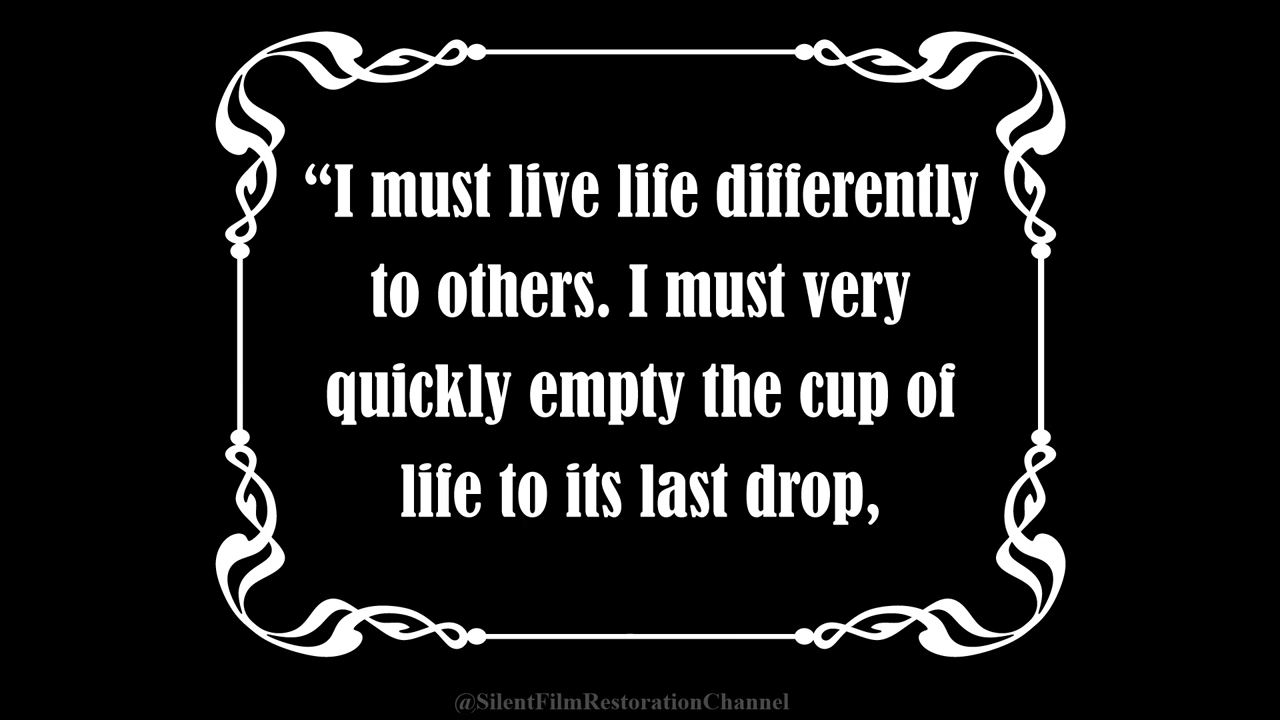 “I must live life differently
to others. I must very
quickly empty the cup of
life to its last drop,
@SilentFilmRestorationChannel